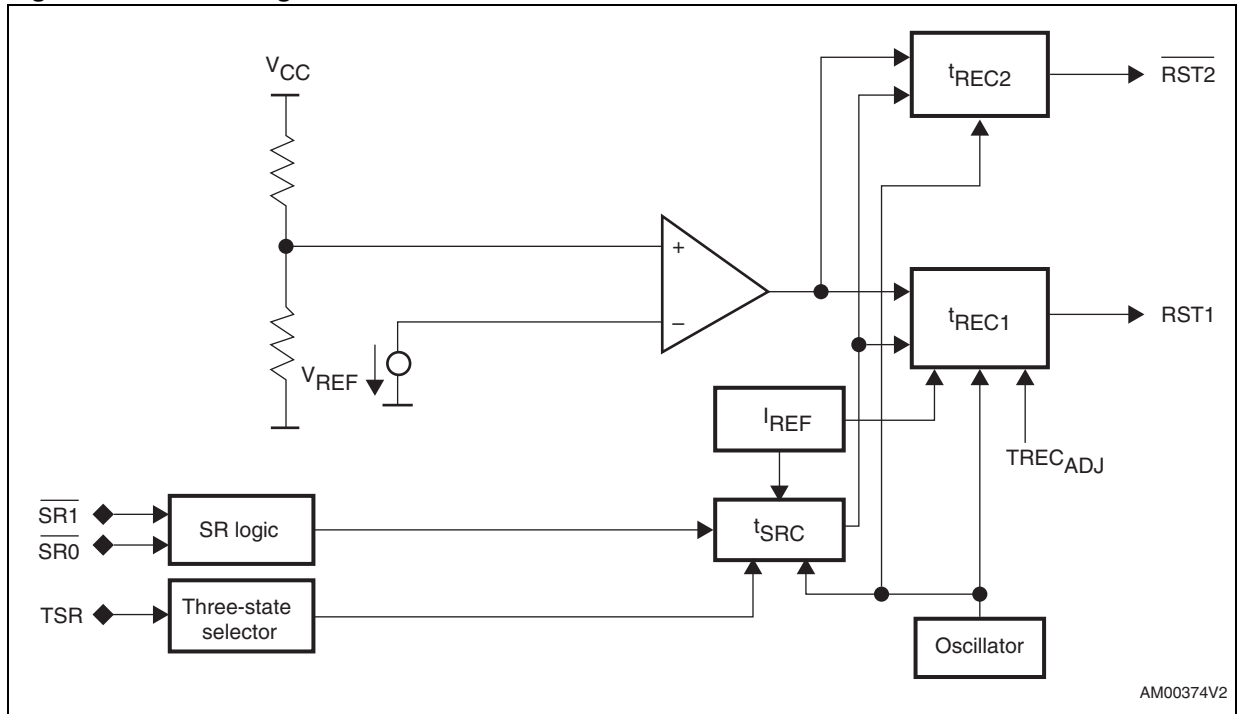 VCC
tREC2
RST2
+
−
VREF
tREC1
RST1
IREF
TRECADJ
SR1
SR0
SR logic
tSRC
TSR
Three-state
selector
Oscillator
AM00374V2